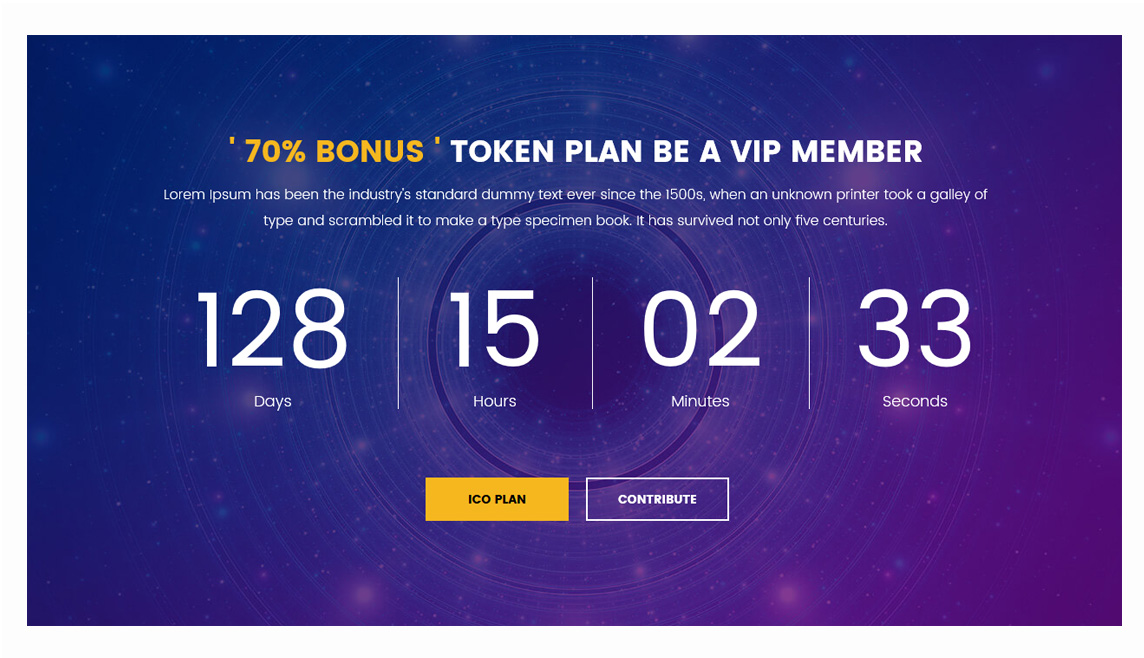 ' 70% BONUS ' TOKEN PLAN BE A VIP MEMBER
Lorem Ipsum has been the industry's standard dummy text ever since the 1500s, when an unknown printer took a galley of
type and scrambled it to make a type specimen book. It has survived not only five centuries.
128 15 02 33
Days Hours Minutes Seconds
ICO PLAN CONTRIBUTE